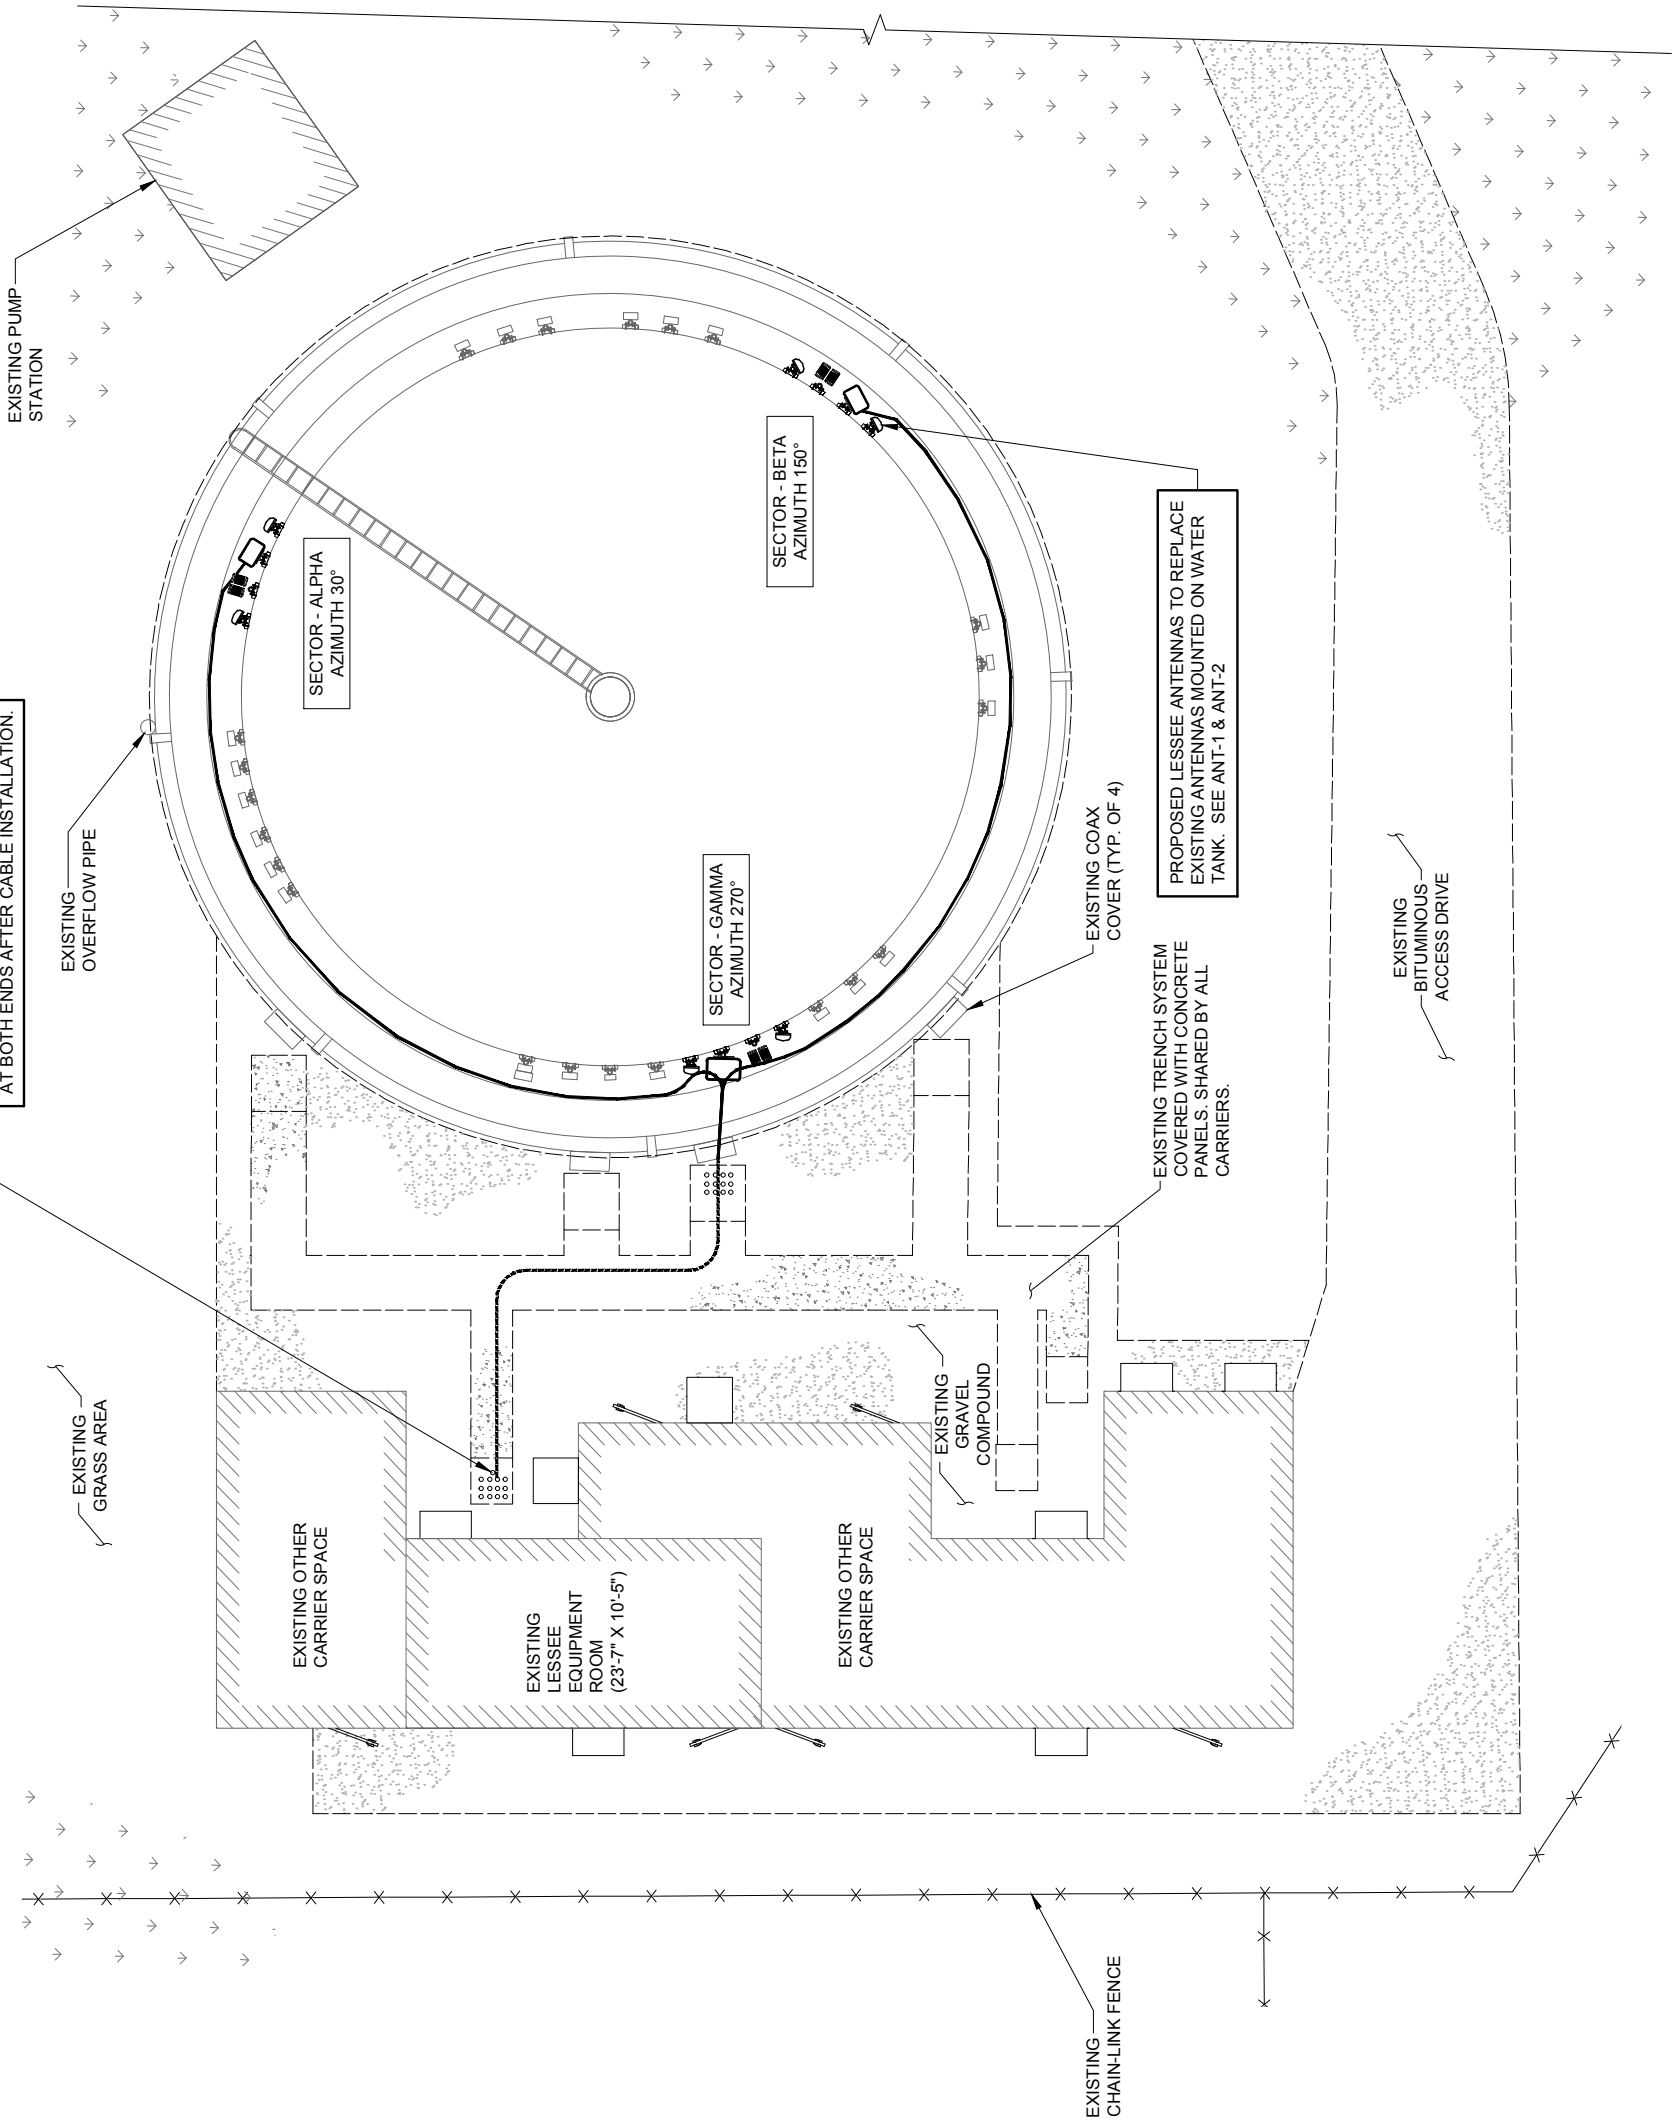 AT BOTH ENDS AFTER CABLE INSTALLATION.
EXISTING PUMP
STATION
EXISTING
OVERFLOW PIPE
EXISTING
GRASS AREA
SECTOR - ALPHA
AZIMUTH 30°
SECTOR - BETA
AZIMUTH 150°
SECTOR - GAMMA
AZIMUTH 270°
PROPOSED LESSEE ANTENNAS TO REPLACE
EXISTING ANTENNAS MOUNTED ON WATER
TANK. SEE ANT-1 & ANT-2
EXISTING COAX
COVER (TYP. OF 4)
EXISTING TRENCH SYSTEM
COVERED WITH CONCRETE
PANELS. SHARED BY ALL
CARRIERS.
EXISTING
BITUMINOUS
ACCESS DRIVE
EXISTING
GRAVEL
COMPOUND
EXISTING OTHER
CARRIER SPACE
EXISTING
LESSEE
EQUIPMENT
ROOM
(23'-7" X 10'-5")
EXISTING OTHER
CARRIER SPACE
EXISTING
CHAIN-LINK FENCE